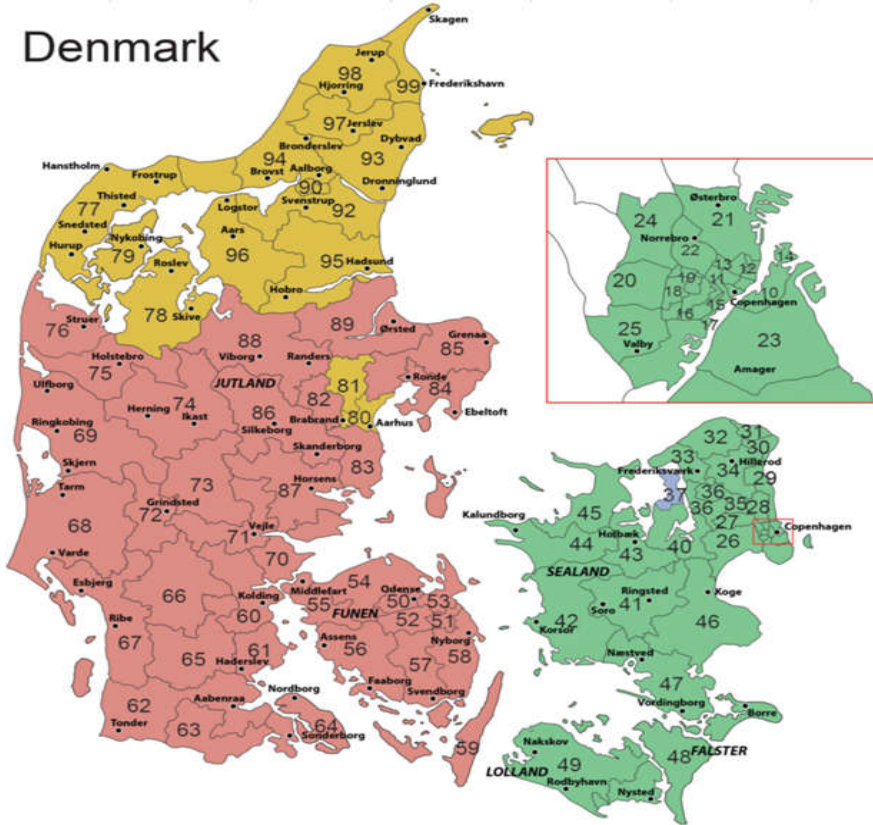 Denmark
Skagen
Jerup
98
Hjorring
99
Frederikshavn
97
Jerslev
Bronderslev
Dybvad
94
93
Hanstholm
Frostrup
Aalborg
Brovst
90
Dronninglund
Thisted
77
Logstor
Svenstrup
92
Snedsted
Nykobing
Aars
Hurup
79
96
Roslev
95
Hadsund
Hobro
78
Skive
76
Struer
89
Ørsted
Grenaa
88
85
Holstebro
Viborg
Randers
75
JUTLAND
81
Ronde
84
Ulfborg
74
82
Herning
Ikast
86
80
Ebeltoft
Ringkobing
Silkeborg
Brabrand
Aarhus
69
Skanderborg
Skjern
83
73
Horsens
Tarm
87
Grindsted
72
68
71
Vejle
Varde
70
Esbjerg
66
Kolding
60
Middelfart
54
Odense
55
50
53
FUNEN
52
51
Ribe
67
Assens
Nyborg
61
56
65
57
58
Haderslev
Faaborg
Nordborg
Svendborg
62
Aabenraa
Tonder
63
64
Sonderborg
59
Østerbro
24
21
Norrebro
22
13
14
20
19
11
12
18
10
Copenhagen
15
16
17
25
23
Valby
Amager
32
31
30
33
Hillerod
Frederiksværk
34
29
37
36
36
35
28
45
Kalundborg
27
Copenhagen
Holbæk
26
44
43
40
SEALAND
Ringsted
Koge
41
Soro
42
46
Korsor
Næstved
47
Vordingborg
Borre
Nakskov
48
FALSTER
49
LOLLAND
Rodbyhavn
Nysted